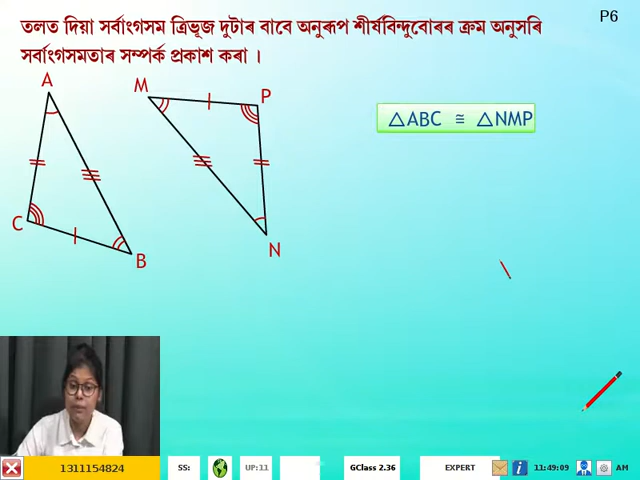 P6
তলত দিয়া সৰ্বাংগসম ত্ৰিভূজ দুটাৰ বাবে অনুৰূপ শীৰ্ষবিন্দুবোৰৰ ক্ৰম অনুসৰি
সৰ্বাংগসমতাৰ সম্পৰ্ক প্ৰকাশ কৰা ।
A
M
P
△ABC ≅ △NMP
C
B
N
1311154824 SS: UP:11 GClass 2.36 EXPERT i 11:49:09 AM